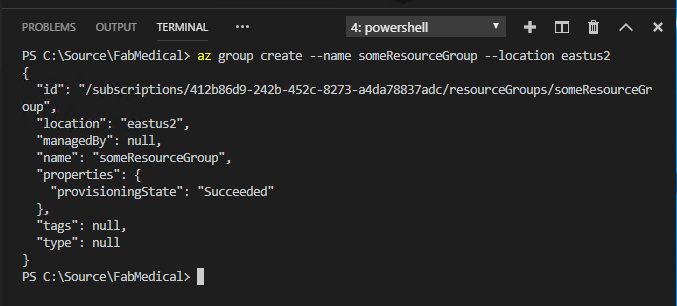 PROBLEMS OUTPUT TERMINAL ... 4: powershell
PS C:\Source\FabMedical> az group create --name someResourceGroup --location eastus2
{
  "id": "/subscriptions/412b86d9-242b-452c-8273-a4da78837adc/resourceGroups/someResourceGr
oup",
  "location": "eastus2",
  "managedBy": null,
  "name": "someResourceGroup",
  "properties": {
    "provisioningState": "Succeeded"
  },
  "tags": null,
  "type": null
}
PS C:\Source\FabMedical>